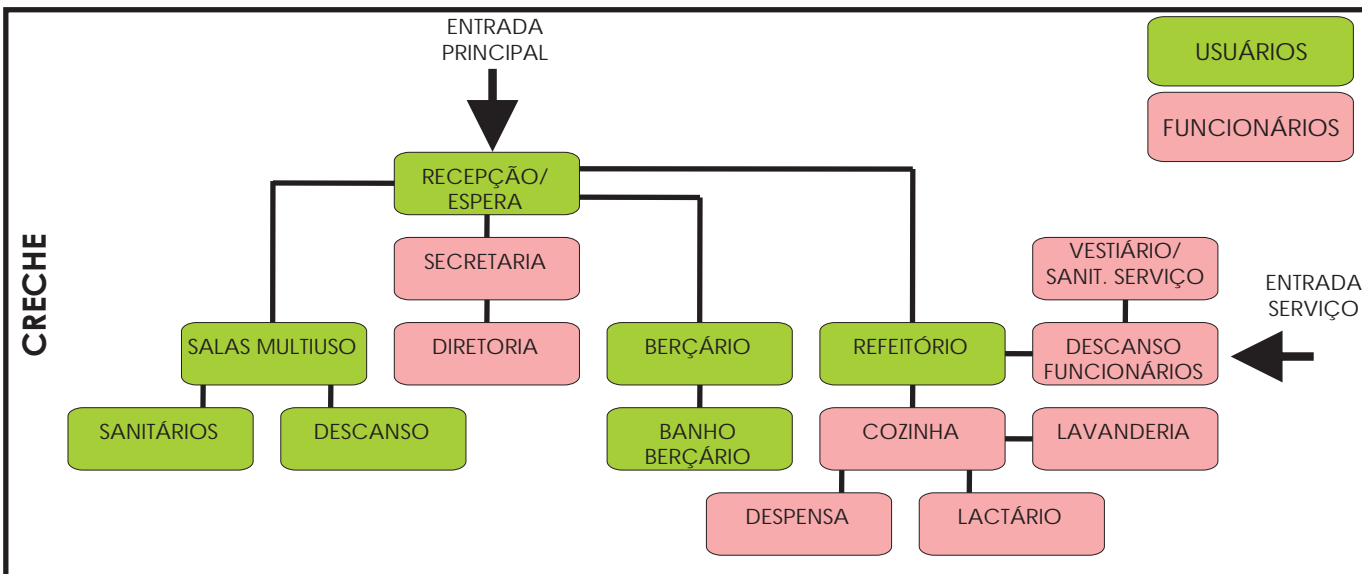 ENTRADA
PRINCIPAL
USUÁRIOS
FUNCIONÁRIOS
CRECHE
RECEPÇÃO/
ESPERA
SECRETARIA
VESTIÁRIO/
SANIT. SERVIÇO
ENTRADA
SERVIÇO
SALAS MULTIUSO
DIRETORIA
BERÇÁRIO
REFEITÓRIO
DESCANSO
FUNCIONÁRIOS
SANITÁRIOS
DESCANSO
BANHO
BERÇÁRIO
COZINHA
LAVANDERIA
DESPENSA
LACTÁRIO